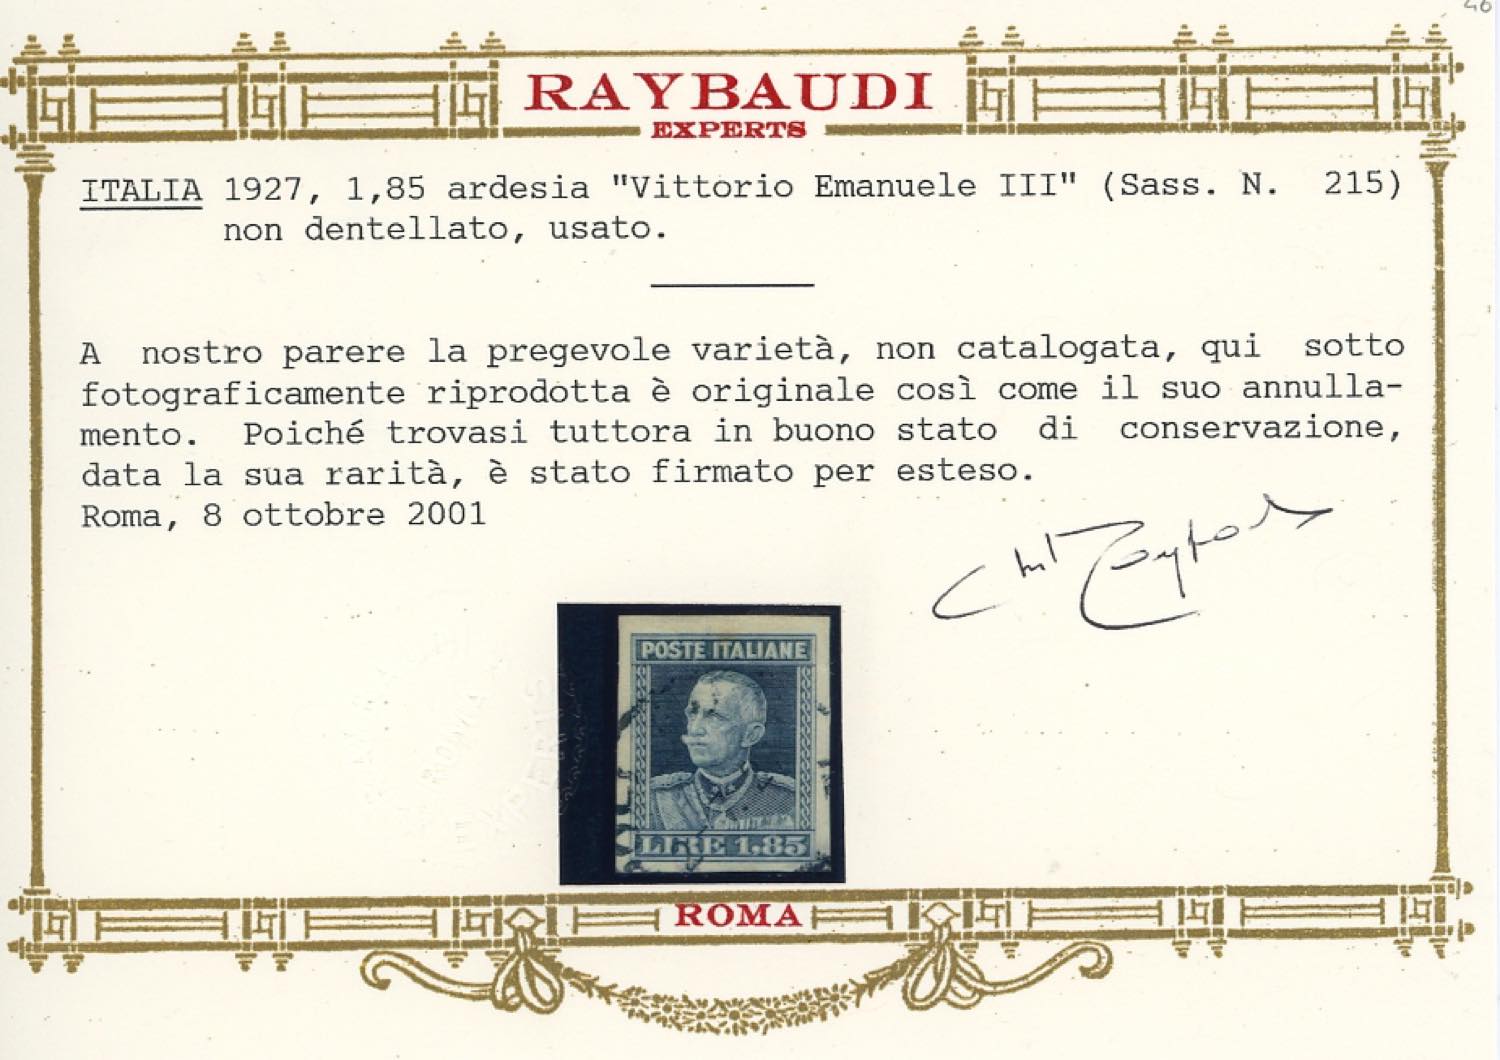 RAYBAUDI
EXPERTS
ITALIA 1927, 1,85 ardesia "Vittorio Emanuele III" (Sass. N. 215)
non dentellato, usato.
A nostro parere la pregevole varietà, non catalogata, qui sotto
fotograficamente riprodotta è originale così come il suo annulla-
mento. Poiché trovasi tuttora in buono stato di conservazione,
data la sua rarità, è stato firmato per esteso.
Roma, 8 ottobre 2001
POSTE ITALIANE
LIRE 1,85
ROMA